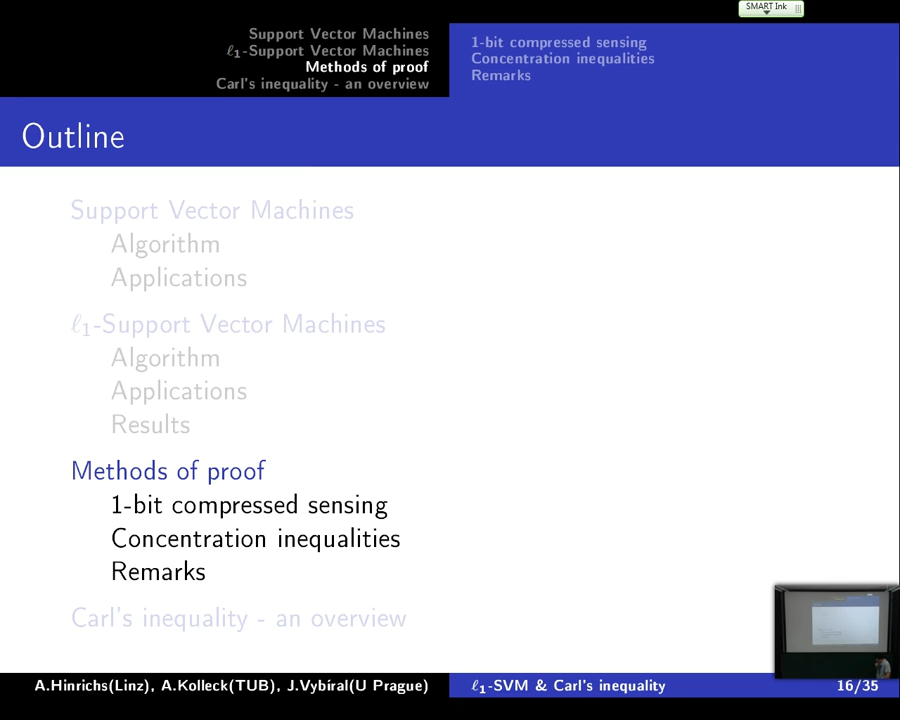 SMART Ink
Support Vector Machines
ℓ1-Support Vector Machines
Methods of proof
Carl's inequality - an overview
1-bit compressed sensing
Concentration inequalities
Remarks
Outline
Support Vector Machines
Algorithm
Applications
ℓ1-Support Vector Machines
Algorithm
Applications
Results
Methods of proof
1-bit compressed sensing
Concentration inequalities
Remarks
Carl's inequality - an overview
A.Hinrichs(Linz), A.Kolleck(TUB), J.Vybíral(U Prague)
ℓ1-SVM & Carl's inequality
16/35